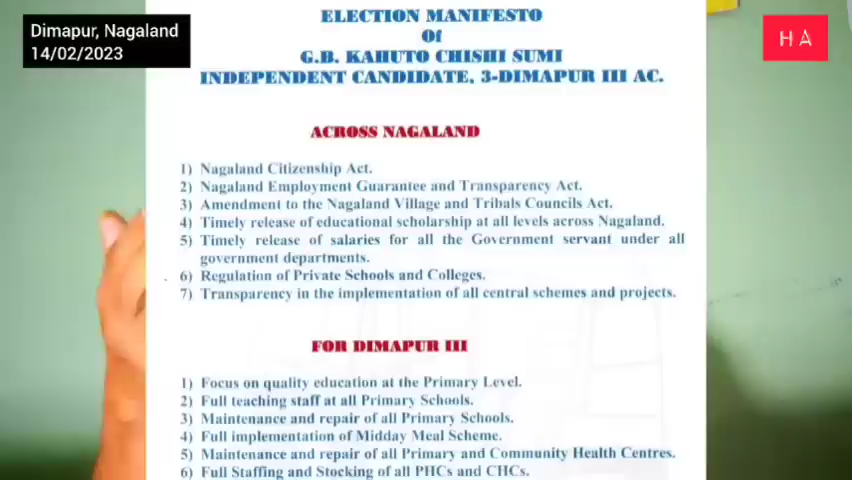 Dimapur, Nagaland
14/02/2023
H A
ELECTION MANIFESTO
Of
G.B. KAHUTO CHISHI SUMI
INDEPENDENT CANDIDATE, 3-DIMAPUR III AC.
ACROSS NAGALAND
1) Nagaland Citizenship Act.
2) Nagaland Employment Guarantee and Transparency Act.
3) Amendment to the Nagaland Village and Tribals Councils Act.
4) Timely release of educational scholarship at all levels across Nagaland.
5) Timely release of salaries for all the Government servant under all
government departments.
6) Regulation of Private Schools and Colleges.
7) Transparency in the implementation of all central schemes and projects.
FOR DIMAPUR III
1) Focus on quality education at the Primary Level.
2) Full teaching staff at all Primary Schools.
3) Maintenance and repair of all Primary Schools.
4) Full implementation of Midday Meal Scheme.
5) Maintenance and repair of all Primary and Community Health Centres.
6) Full Staffing and Stocking of all PHCs and CHCs.